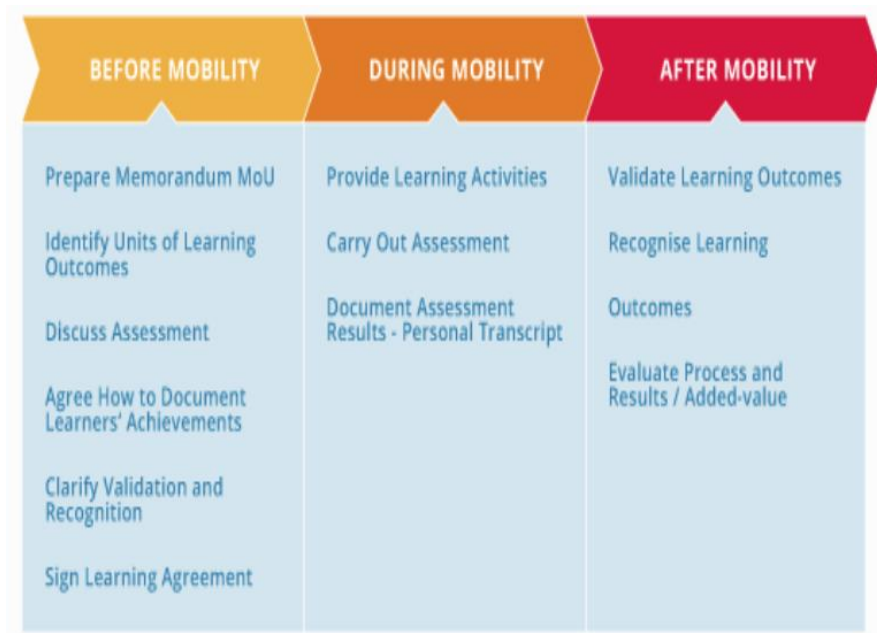 BEFORE MOBILITY
Prepare Memorandum MoU
Identify Units of Learning
Outcomes
Discuss Assessment
Agree How to Document
Learners' Achievements
Clarify Validation and
Recognition
Sign Learning Agreement
DURING MOBILITY
Provide Learning Activities
Carry Out Assessment
Document Assessment
Results - Personal Transcript
AFTER MOBILITY
Validate Learning Outcomes
Recognise Learning
Outcomes
Evaluate Process and
Results / Added-value